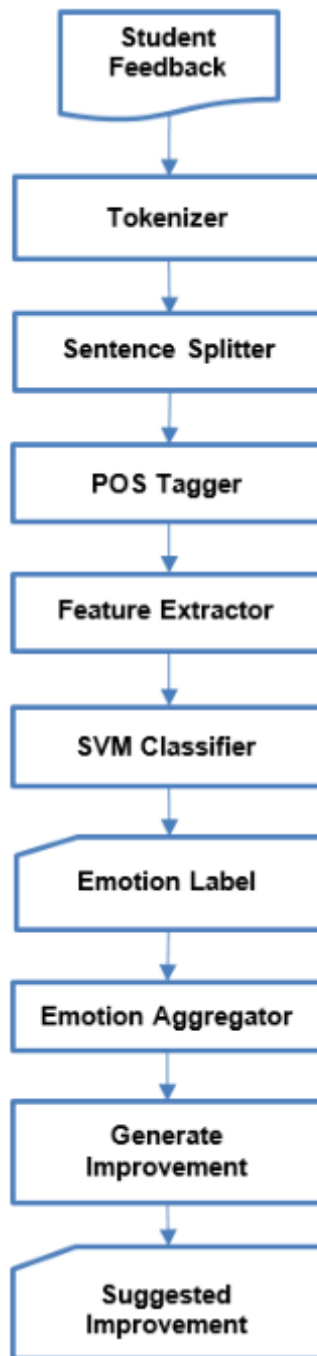 Student
Feedback
Tokenizer
Sentence Splitter
POS Tagger
Feature Extractor
SVM Classifier
Emotion Label
Emotion Aggregator
Generate
Improvement
Suggested
Improvement